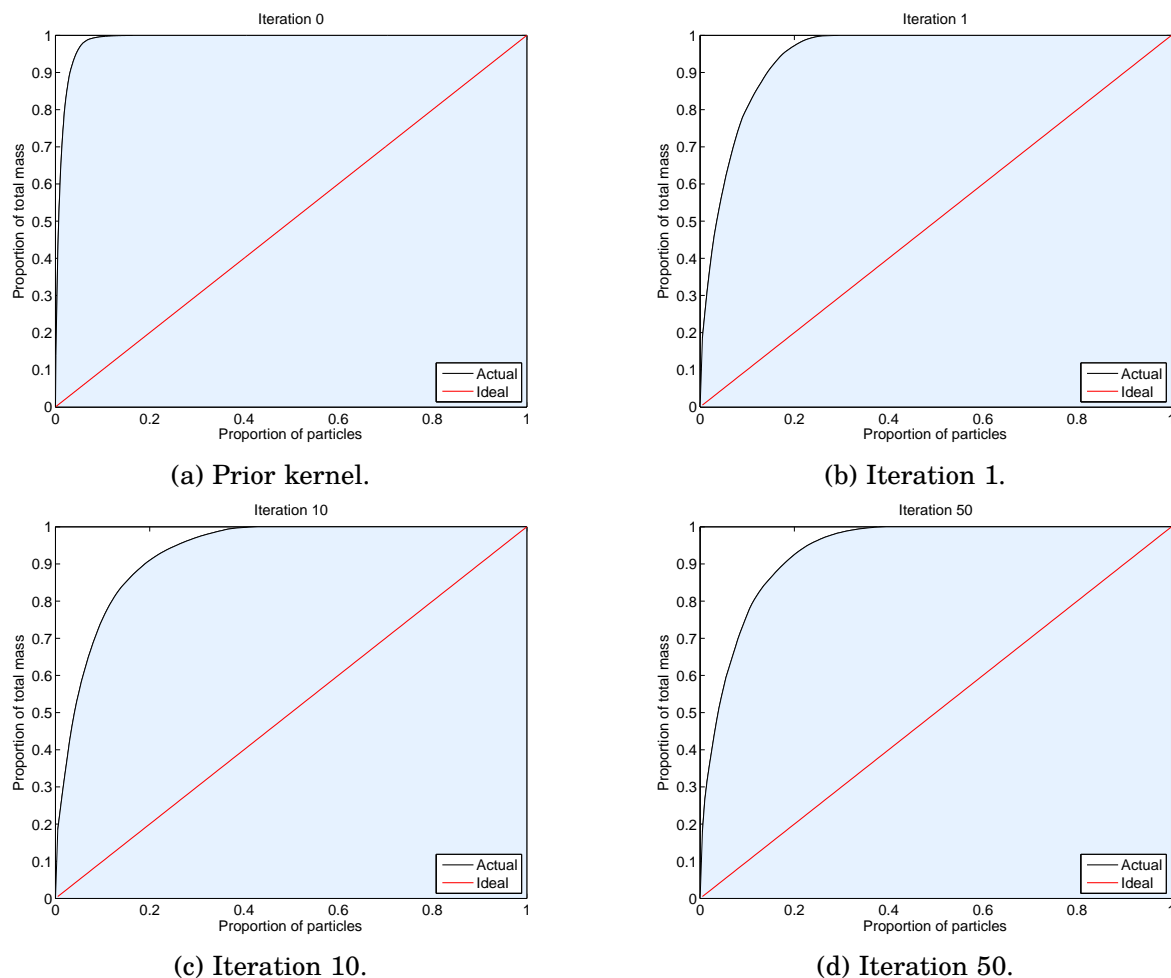 Iteration 0
Proportion of total mass
1
0.9
0.8
0.7
0.6
0.5
0.4
0.3
0.2
0.1
0
0 0.2 0.4 0.6 0.8 1
Proportion of particles
Actual
Ideal
(a) Prior kernel.
Iteration 1
Proportion of total mass
1
0.9
0.8
0.7
0.6
0.5
0.4
0.3
0.2
0.1
0
0 0.2 0.4 0.6 0.8 1
Proportion of particles
Actual
Ideal
(b) Iteration 1.
Iteration 10
Proportion of total mass
1
0.9
0.8
0.7
0.6
0.5
0.4
0.3
0.2
0.1
0
0 0.2 0.4 0.6 0.8 1
Proportion of particles
Actual
Ideal
(c) Iteration 10.
Iteration 50
Proportion of total mass
1
0.9
0.8
0.7
0.6
0.5
0.4
0.3
0.2
0.1
0
0 0.2 0.4 0.6 0.8 1
Proportion of particles
Actual
Ideal
(d) Iteration 50.